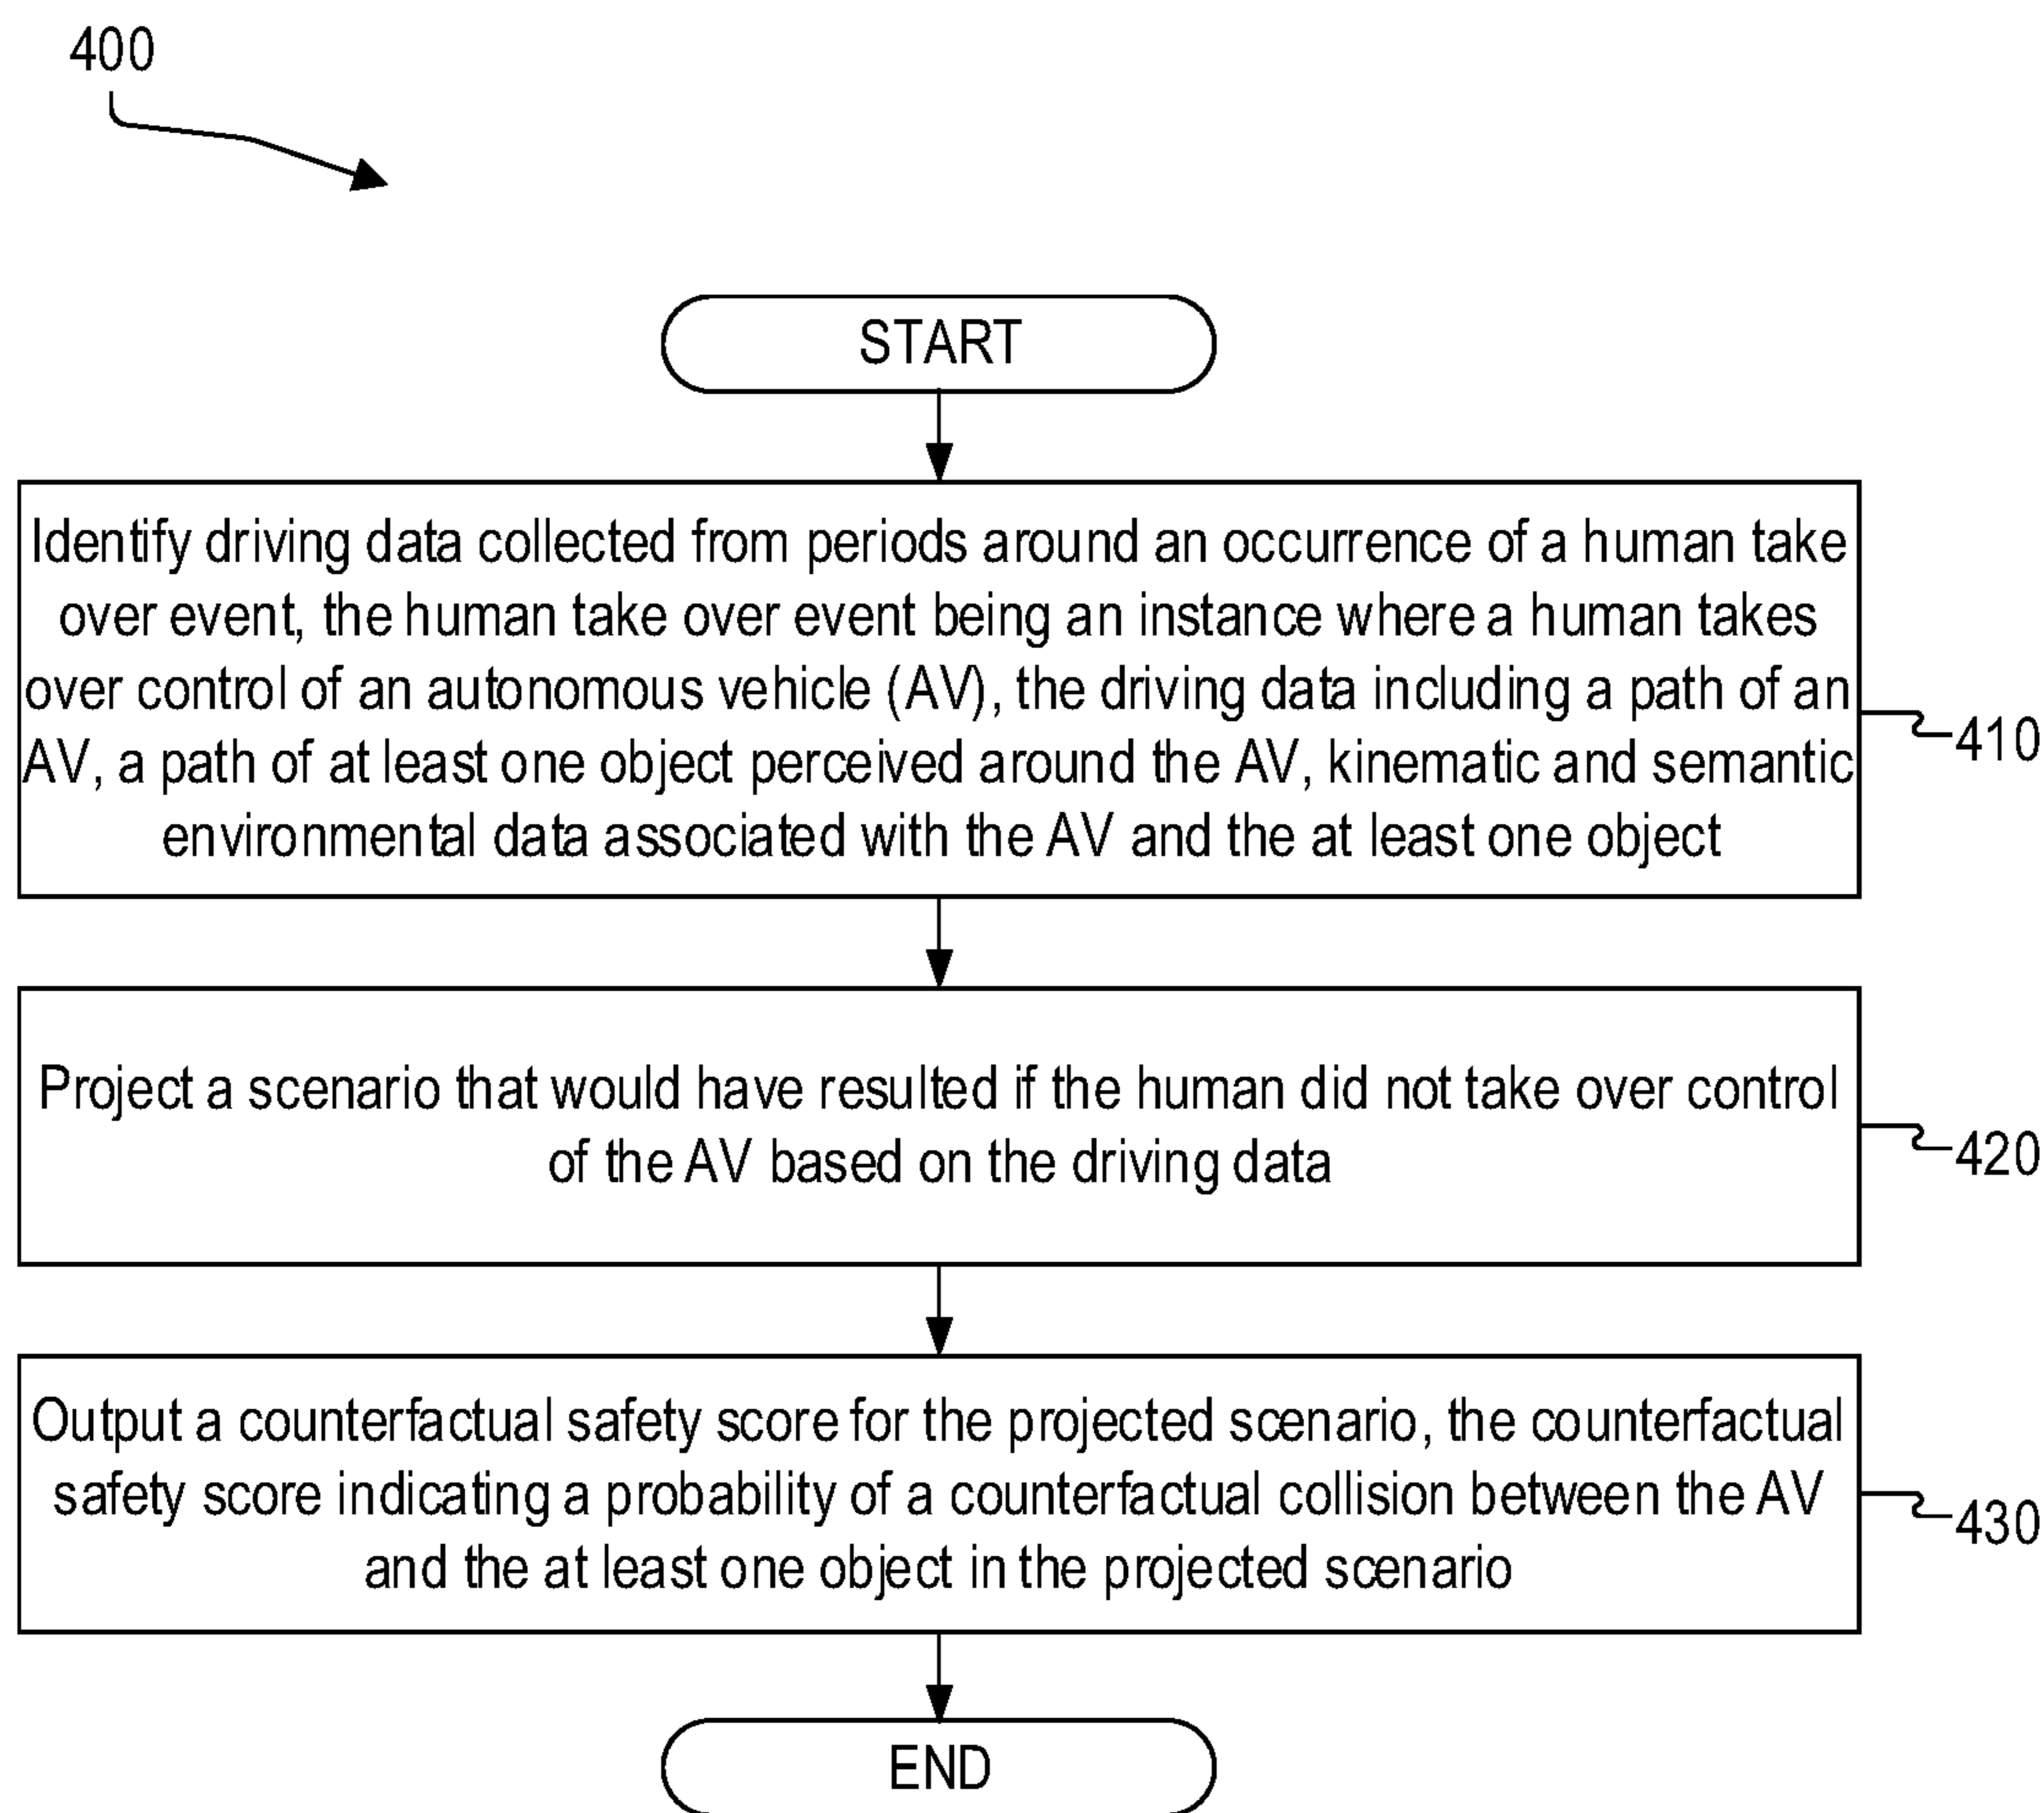 400
START
Identify driving data collected from periods around an occurrence of a human take
over event, the human take over event being an instance where a human takes
over control of an autonomous vehicle (AV), the driving data including a path of an
AV, a path of at least one object perceived around the AV, kinematic and semantic
environmental data associated with the AV and the at least one object
410
Project a scenario that would have resulted if the human did not take over control
of the AV based on the driving data
420
Output a counterfactual safety score for the projected scenario, the counterfactual
safety score indicating a probability of a counterfactual collision between the AV
and the at least one object in the projected scenario
430
END